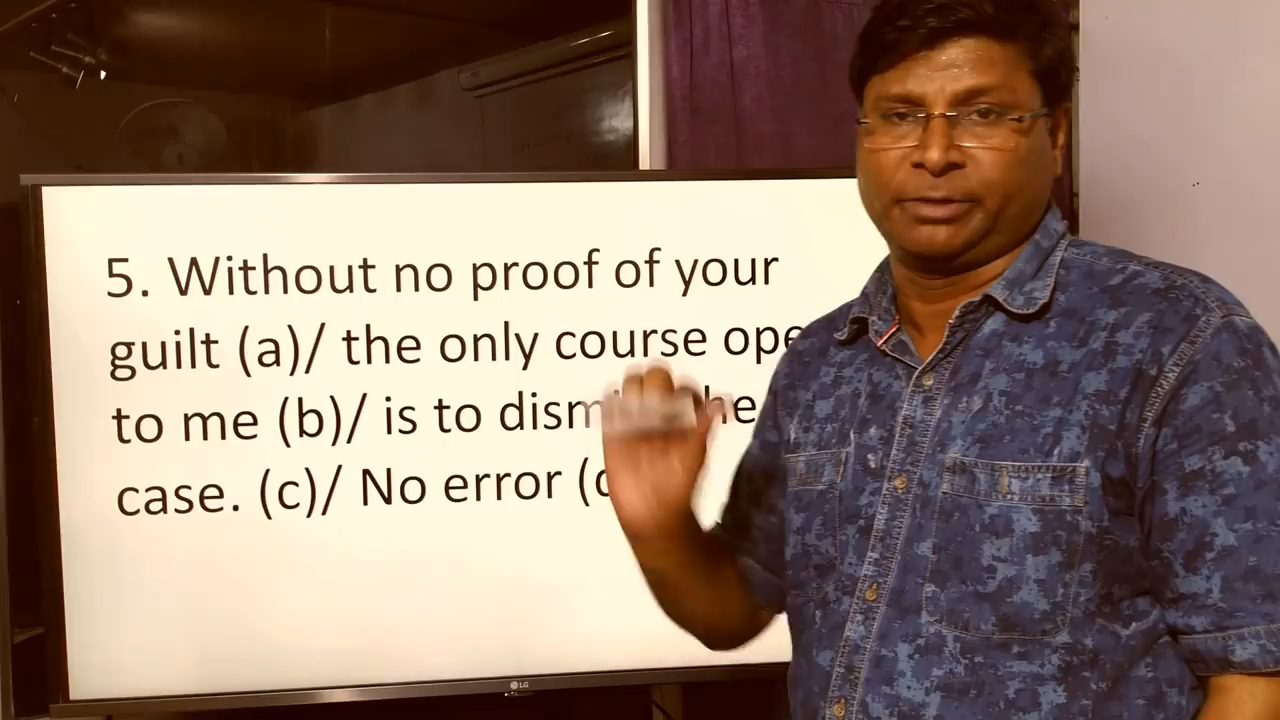 5. Without no proof of your
guilt (a)/ the only course
to me (b)/ is to
case. (c)/ No error
LG